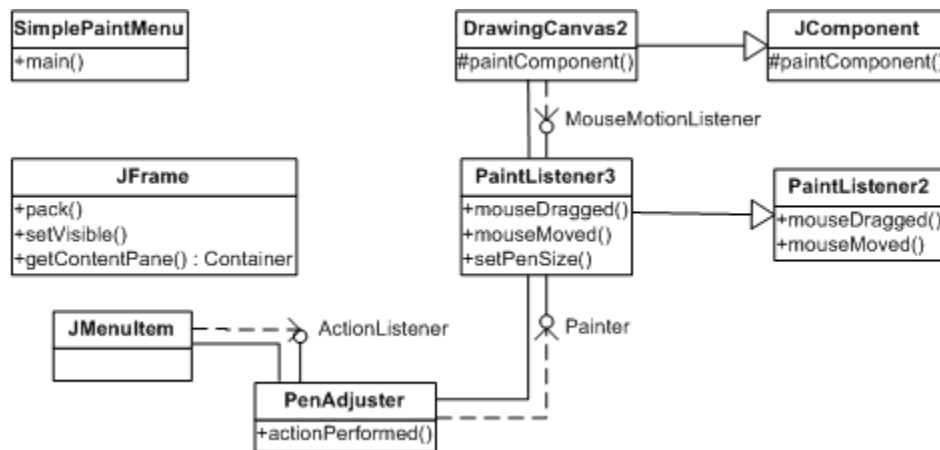 SimplePaintMenu
+main()
DrawingCanvas2
#paintComponent()
JComponent
#paintComponent()
MouseMotionListener
JFrame
+pack()
+setVisible()
+getContentPane() : Container
PaintListener3
+mouseDragged()
+mouseMoved()
+setPenSize()
PaintListener2
+mouseDragged()
+mouseMoved()
JMenuItem
ActionListener
Painter
PenAdjuster
+actionPerformed()